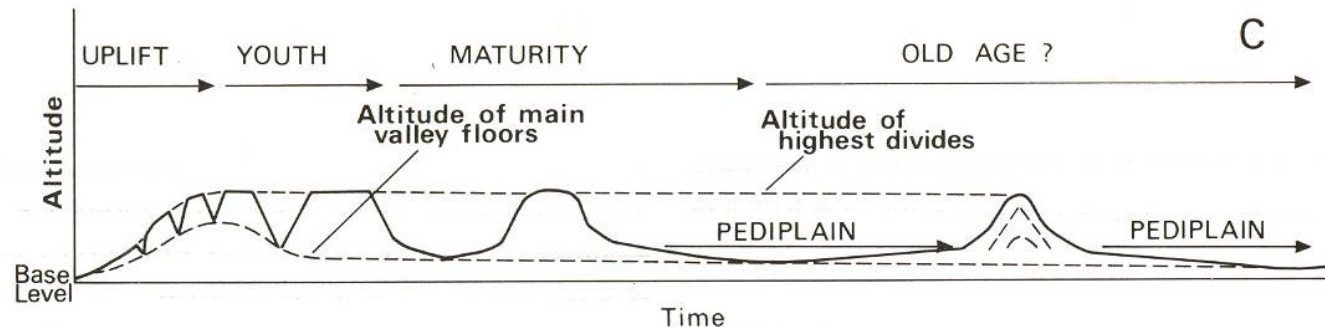 C
UPLIFT
YOUTH
MATURITY
OLD AGE ?
Altitude of main
valley floors
Altitude of
highest divides
Altitude
PEDIPLAIN
PEDIPLAIN
Base
Level
Time